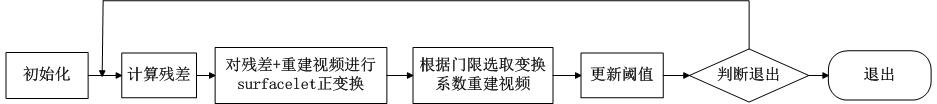 初始化
计算残差
对残差+重建视频进行
surfacelet正变换
根据门限选取变换
系数重建视频
更新阈值
判断退出
退出